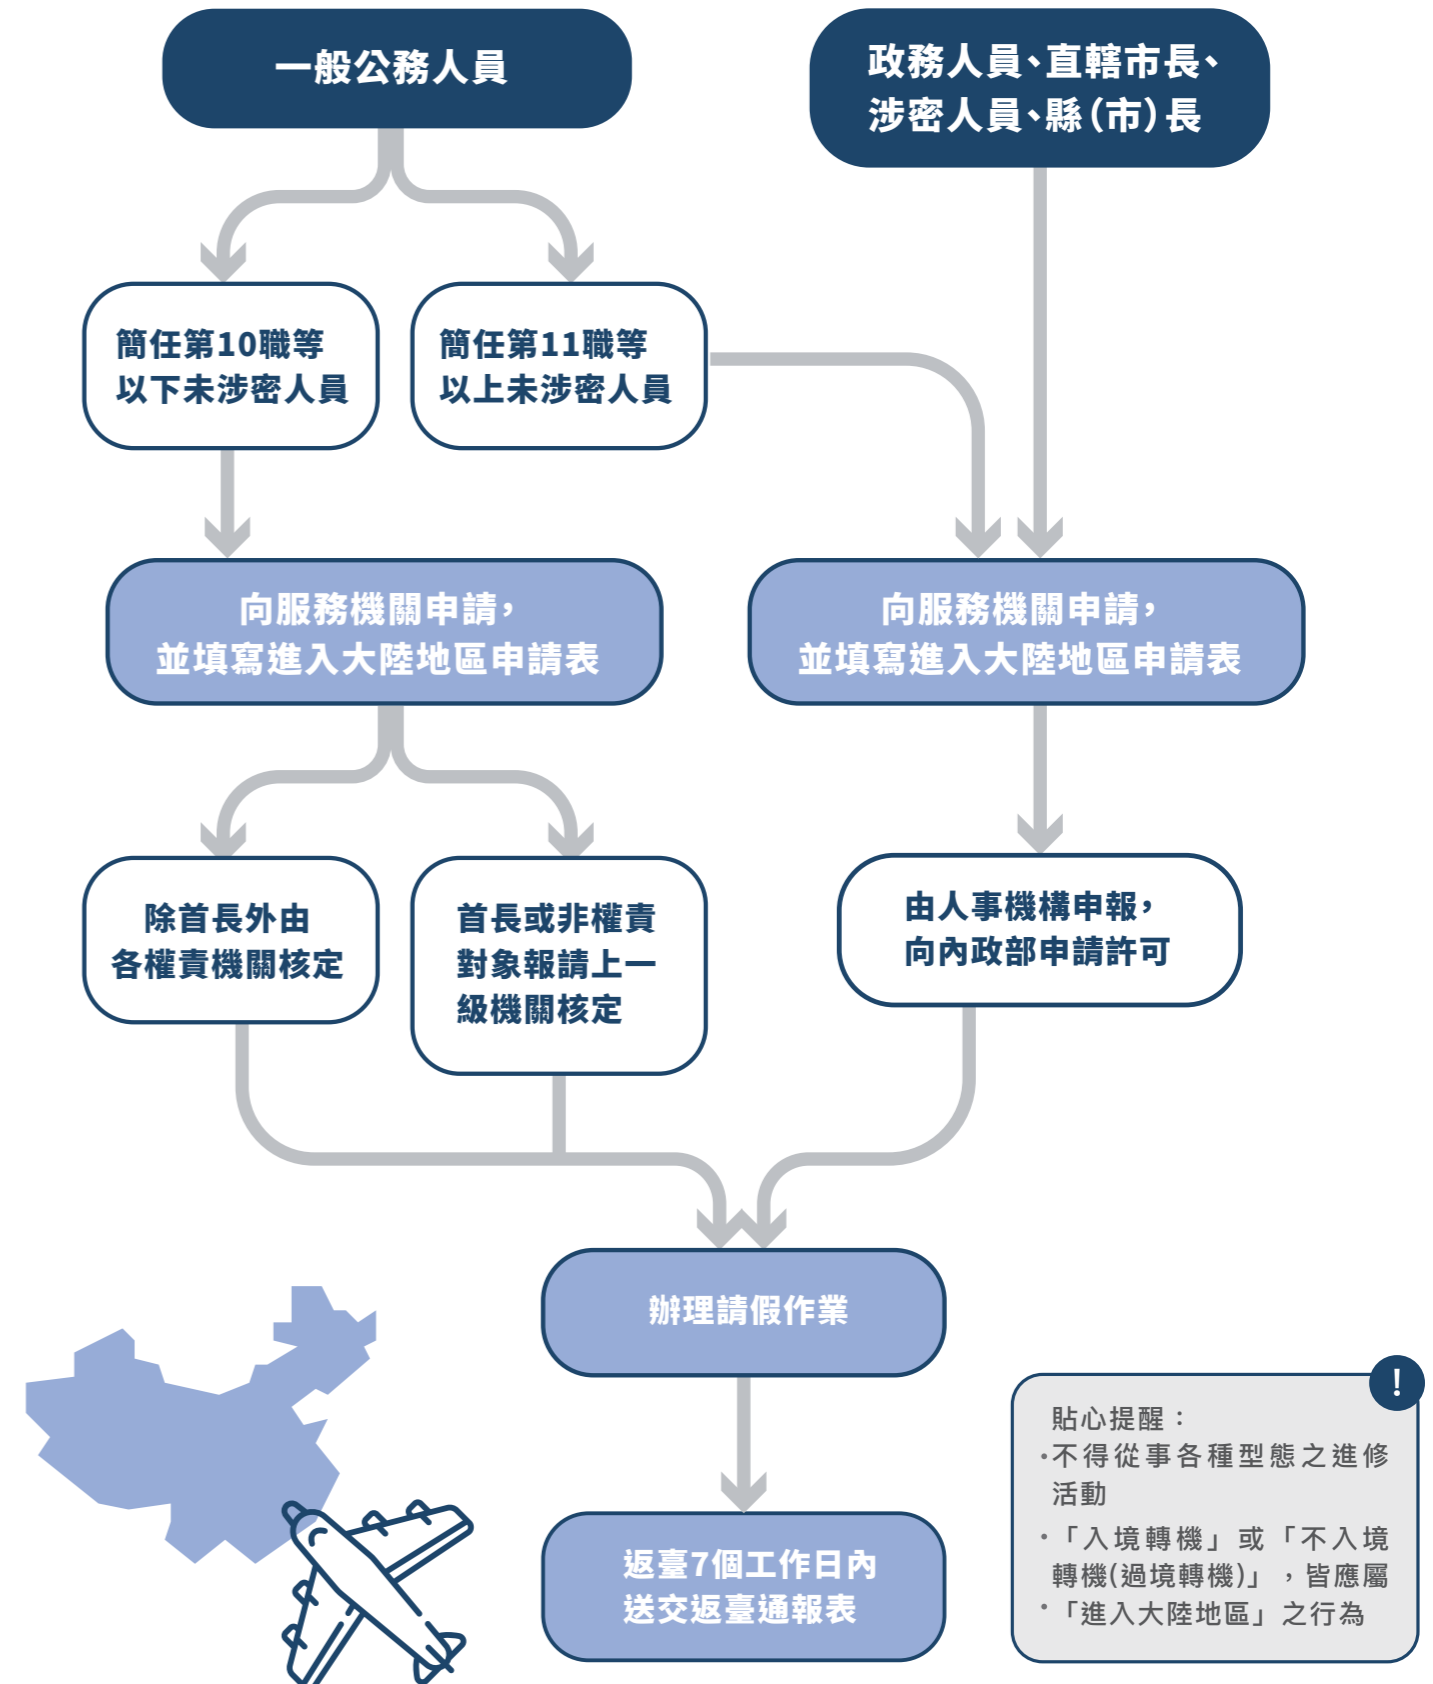 一般公務人員
政務人員、直轄市長、
涉密人員、縣(市)長
簡任第10職等
以下未涉密人員
簡任第11職等
以上未涉密人員
向服務機關申請，
並填寫進入大陸地區申請表
向服務機關申請，
並填寫進入大陸地區申請表
除首長外由
各權責機關核定
首長或非權責
對象報請上一
級機關核定
由人事機構申報，
向內政部申請許可
辦理請假作業
返臺7個工作日內
送交返臺通報表
!
貼心提醒：
•不得從事各種型態之進修
活動
•「入境轉機」或「不入境
轉機(過境轉機)」，皆應屬
•「進入大陸地區」之行為